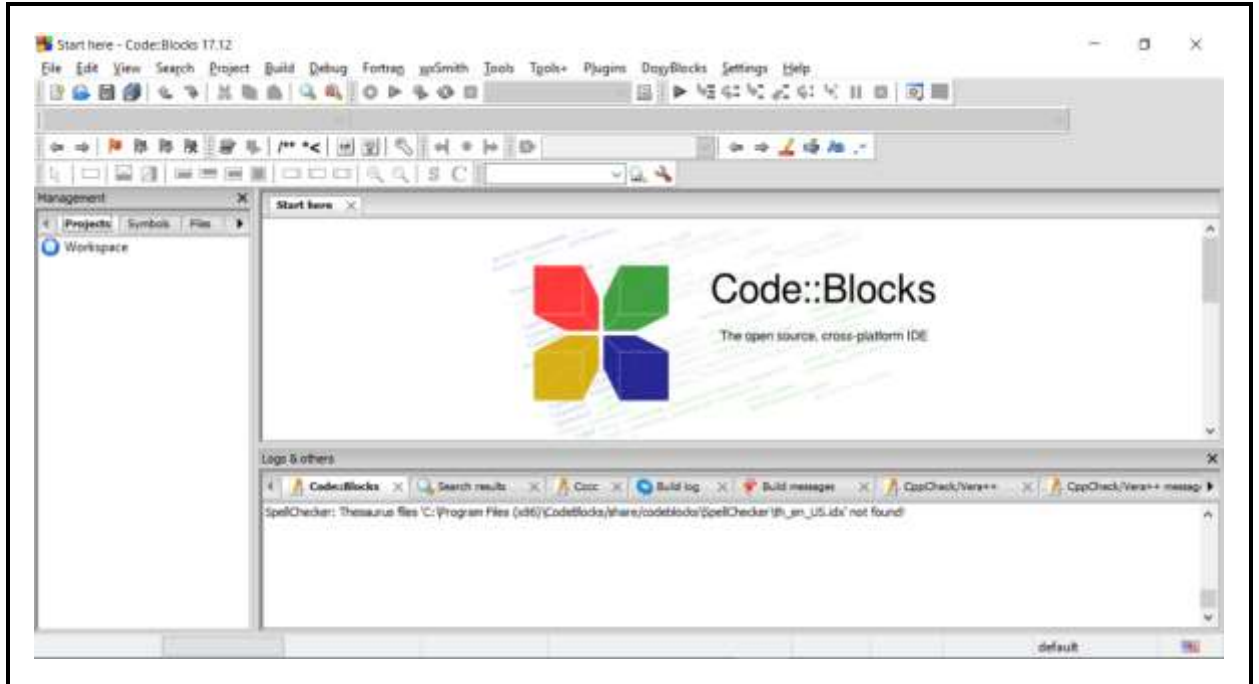 Start here - Code::Blocks 17.12
File Edit View Search Project Build Debug Fortran wxSmith Tools Tools+ Plugins DoxyBlocks Settings Help
/** *<
S C
Management
Projects Symbols Files
Workspace
Start here
Code::Blocks
The open source, cross-platform IDE
Logs & others
Code::Blocks Search results Cccc Build log Build messages CppCheck/Vera++ CppCheck/Vera++ messag
SpellChecker: Thesaurus files 'C:\Program Files (x86)\CodeBlocks/share/codeblocks/SpellChecker\th_en_US.idx' not found!
default